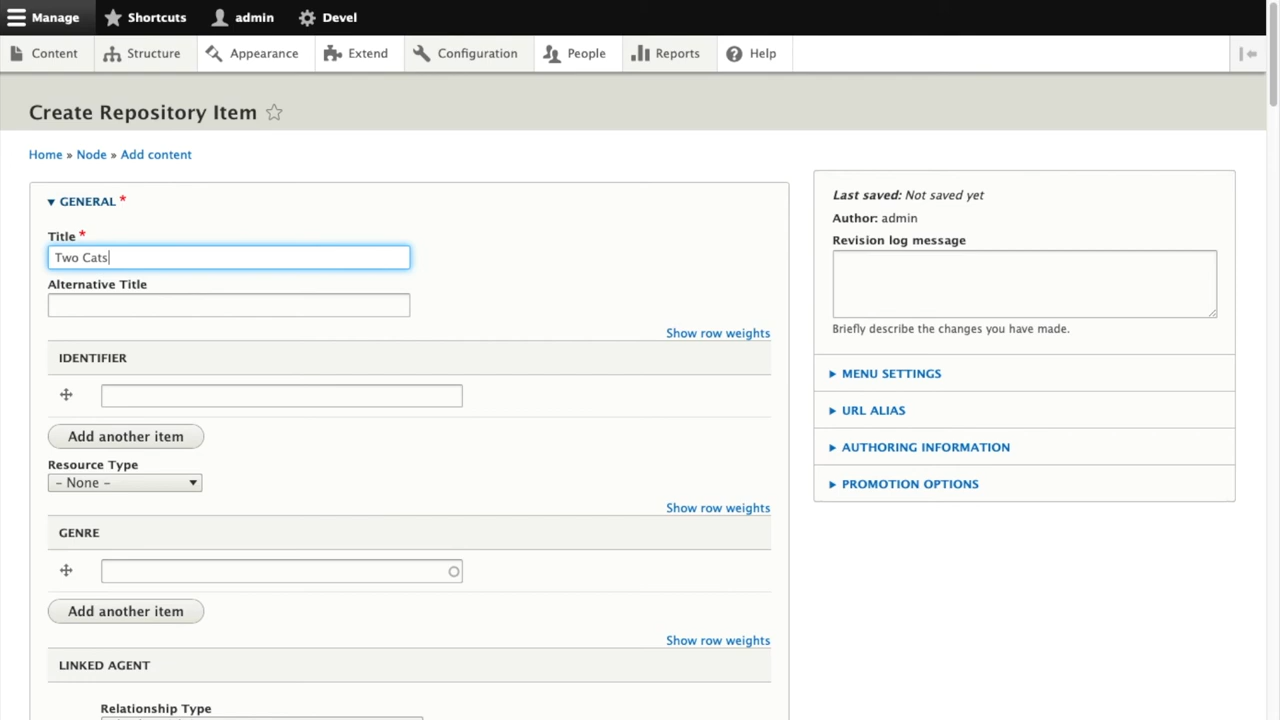 Manage Shortcuts admin Devel
Content Structure Appearance Extend Configuration People Reports Help
Create Repository Item
Home » Node » Add content
GENERAL *
Title *
Two Cats
Alternative Title
Show row weights
IDENTIFIER
Add another item
Resource Type
– None –
Show row weights
GENRE
Add another item
Show row weights
LINKED AGENT
Relationship Type
Last saved: Not saved yet
Author: admin
Revision log message
Briefly describe the changes you have made.
MENU SETTINGS
URL ALIAS
AUTHORING INFORMATION
PROMOTION OPTIONS